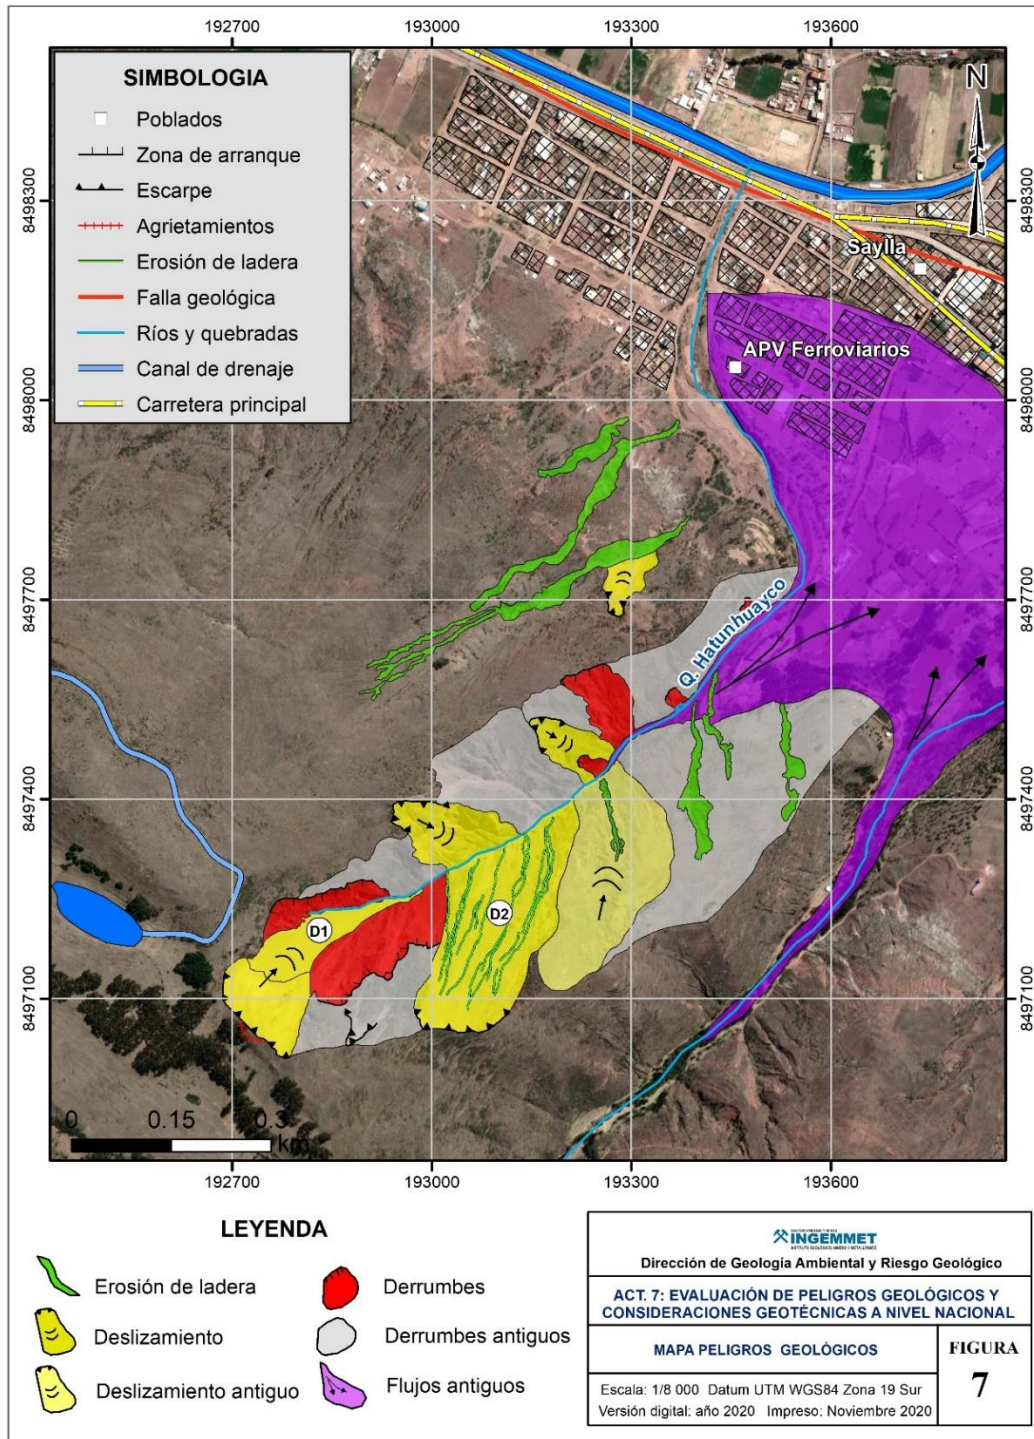 192700
193000
193300
193600
SIMBOLOGIA
Poblados
Zona de arranque
Escarpe
Agrietamientos
Erosión de ladera
Falla geológica
Ríos y quebradas
Canal de drenaje
Carretera principal
N
8498300
8498300
Saylla
APV Ferroviarios
8498000
8498000
8497700
8497700
Q. Hatunhuayco
8497400
8497400
D1
D2
8497100
8497100
0 0.15 0.3
km
192700
193000
193300
193600
LEYENDA
Erosión de ladera
Deslizamiento
Deslizamiento antiguo
Derrumbes
Derrumbes antiguos
Flujos antiguos
INGEMMET
Dirección de Geología Ambiental y Riesgo Geológico
ACT. 7: EVALUACIÓN DE PELIGROS GEOLÓGICOS Y
CONSIDERACIONES GEOTÉCNICAS A NIVEL NACIONAL
MAPA PELIGROS GEOLÓGICOS
Escala: 1/8 000 Datum UTM WGS84 Zona 19 Sur
Versión digital: año 2020 Impreso: Noviembre 2020
FIGURA
7